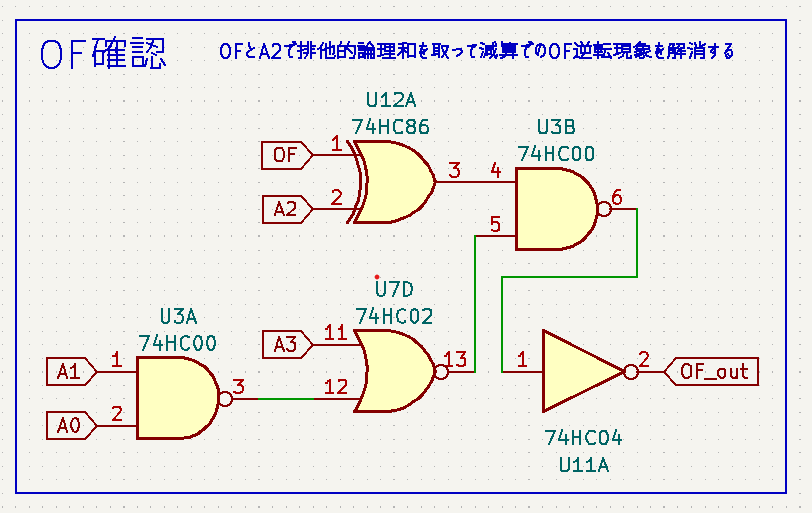 OF確認
OFとA2で排他的論理和を取って減算でのOF逆転現象を解消する
U12A
74HC86
OF
1
A2
2
3
U3B
74HC00
4
5
6
U7D
74HC02
A3
11
12
13
U3A
74HC00
A1
1
A0
2
3
1
2
OF_out
74HC04
U11A